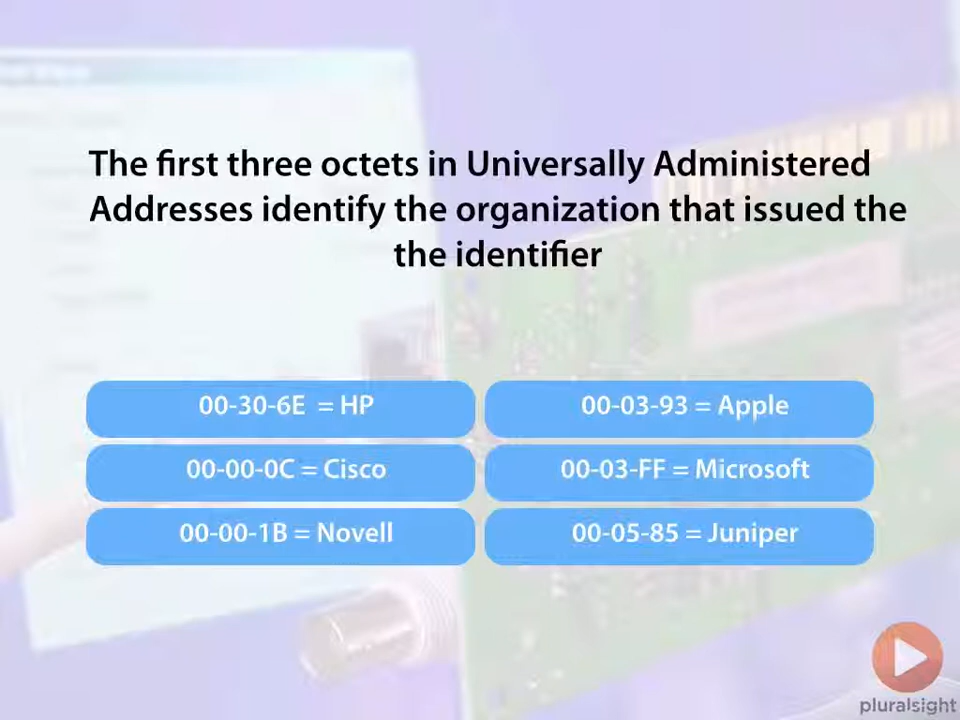 The first three octets in Universally Administered
Addresses identify the organization that issued the
the identifier
00-30-6E = HP
00-03-93 = Apple
00-00-0C = Cisco
00-03-FF = Microsoft
00-00-1B = Novell
00-05-85 = Juniper
pluralsight